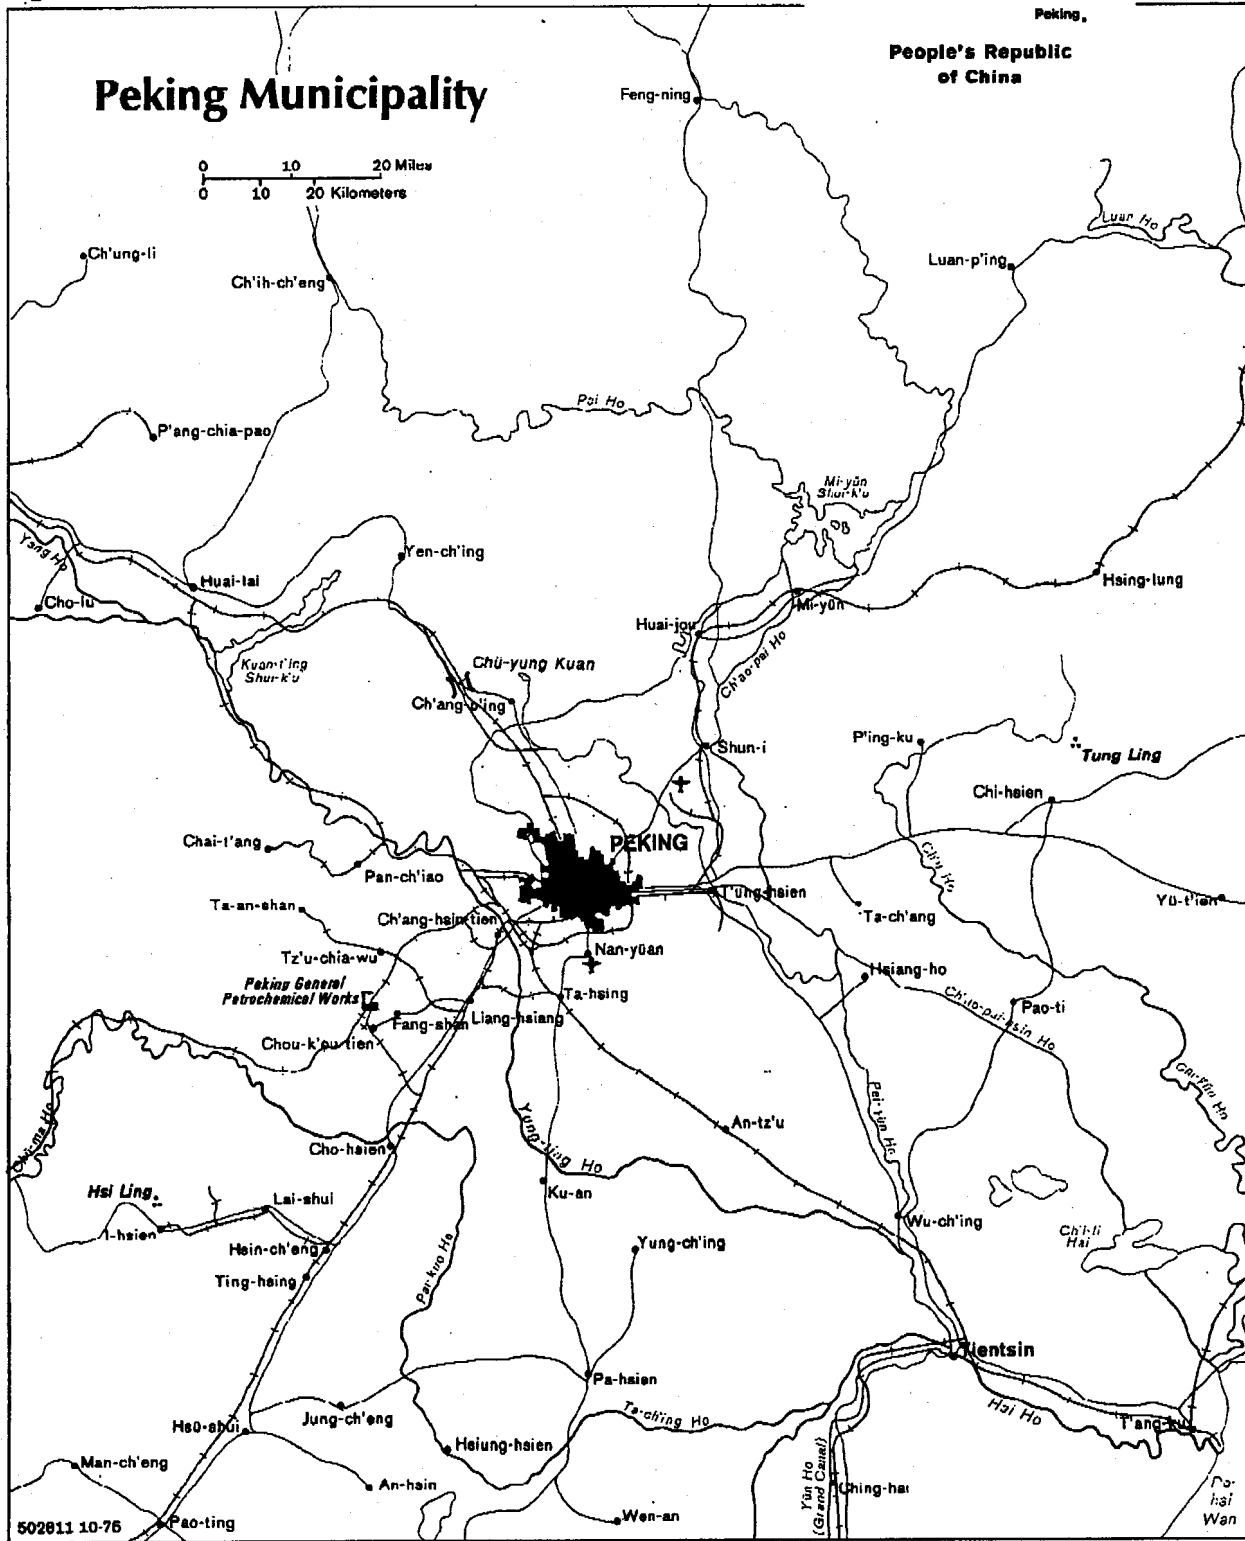 Peking
People's Republic
of China
Peking Municipality
Feng-ning
0 10 20 Miles
0 10 20 Kilometers
Luan Ho
Ch'ung-li
Luan-p'ing
Ch'ih-ch'eng
Pai Ho
P'ang-chia-pao
Mi-yün
Shui-k'u
Yang Ho
Yen-ch'ing
Huai-lai
Hsing-lung
Cho-lu
Mi-yün
Huai-jou
Ch'ao-pai Ho
Kuan-t'ing
Shui-k'u
Chü-yung Kuan
Ch'ang-p'ing
Shun-i
P'ing-ku
Tung Ling
Chi-hsien
Chai-t'ang
PEKING
Pan-ch'iao
T'ung-hsien
Yü-t'ien
Ta-an-shan
Ch'ang-hsin-tien
Ta-ch'ang
Tz'u-chia-wu
Nan-yüan
Hsiang-ho
Peking General
Petrochemical Works
Ta-hsing
Ch'ao-pai-hsin Ho
Pao-ti
Fang-shan
Liang-hsiang
Chou-k'ou-tien
Pei-yün Ho
Yung-ting Ho
An-tz'u
Cho-hsien
Hsi Ling
Lai-shui
Ku-an
I-hsien
Wu-ch'ing
Ch'i-li
Hai
Hsin-ch'eng
Yung-ch'ing
Ting-hsing
Tientsin
Pa-hsien
Hai Ho
Jung-ch'eng
Ta-ch'ing Ho
T'ang-ku
Hsü-shui
Hsiung-hsien
Man-ch'eng
An-hsin
Yün Ho
(Grand Canal)
Ching-hai
Po-
hai
Wan
Wen-an
502811 10-75
Pao-ting